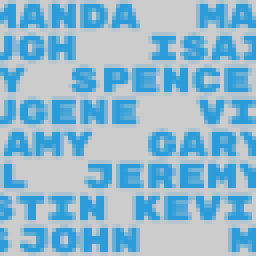 MANDA MA
UGH ISAI
Y SPENCE
UGENE VI
AMY GARY
L JEREMY
STIN KEVI
S JOHN M